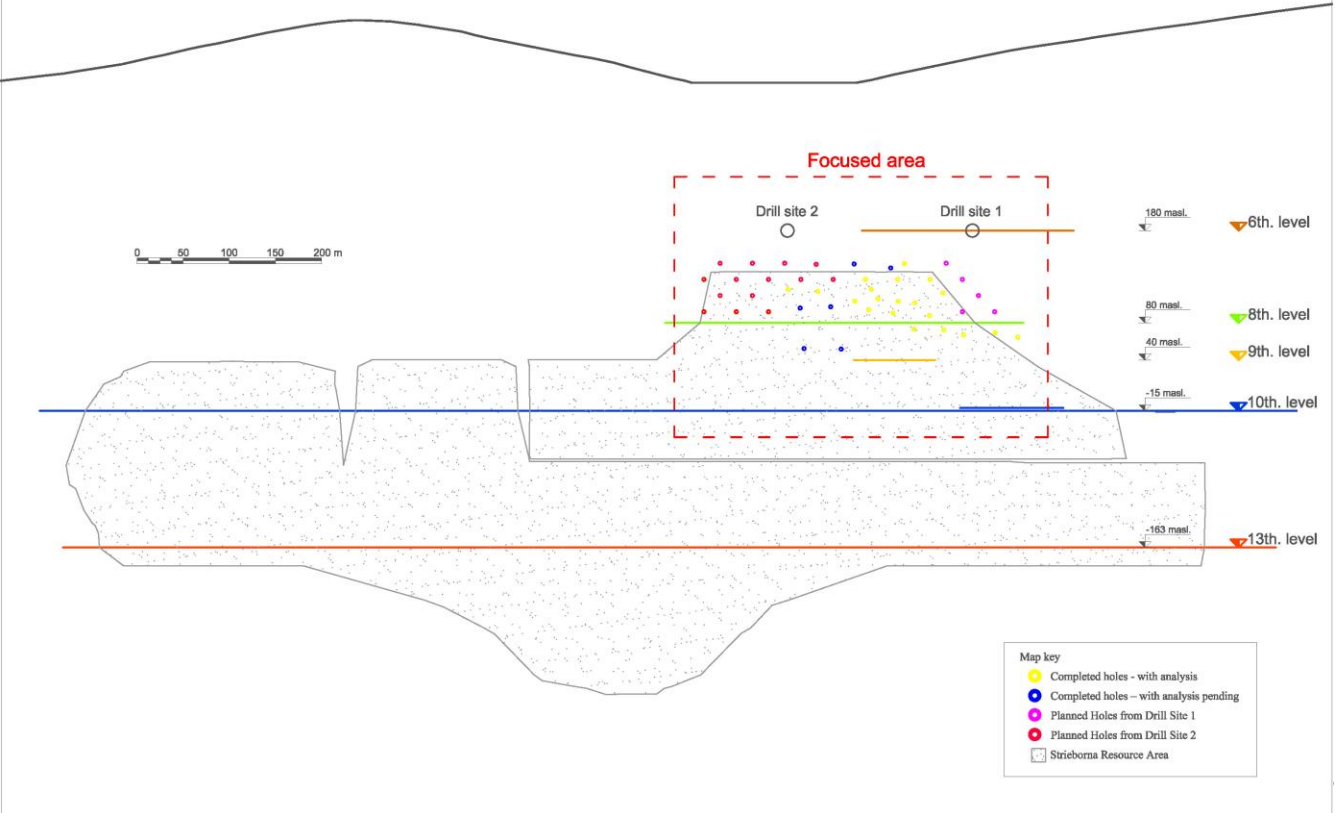 Focused area
Drill site 2
Drill site 1
180 masl.
6th. level
0 50 100 150 200 m
80 masl.
8th. level
40 masl.
9th. level
-15 masl.
10th. level
-163 masl.
13th. level
Map key
Completed holes - with analysis
Completed holes – with analysis pending
Planned Holes from Drill Site 1
Planned Holes from Drill Site 2
Strieborna Resource Area